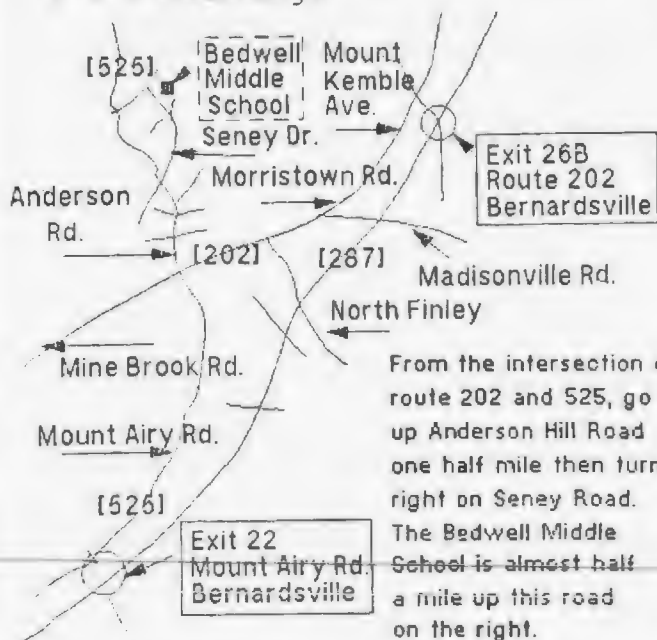 [525]
Bedwell
Middle
School
Mount
Kemble
Ave.
Seney Dr.
Exit 26B
Route 202
Bernardsville
Morristown Rd.
Anderson
Rd.
[202]
[287]
Madisonville Rd.
North Finley
Mine Brook Rd.
From the intersection
route 202 and 525, go
up Anderson Hill Road
one half mile then turn
right on Seney Road.
The Bedwell Middle
School is almost half
a mile up this road
on the right.
Mount Airy Rd.
[525]
Exit 22
Mount Airy Rd.
Bernardsville